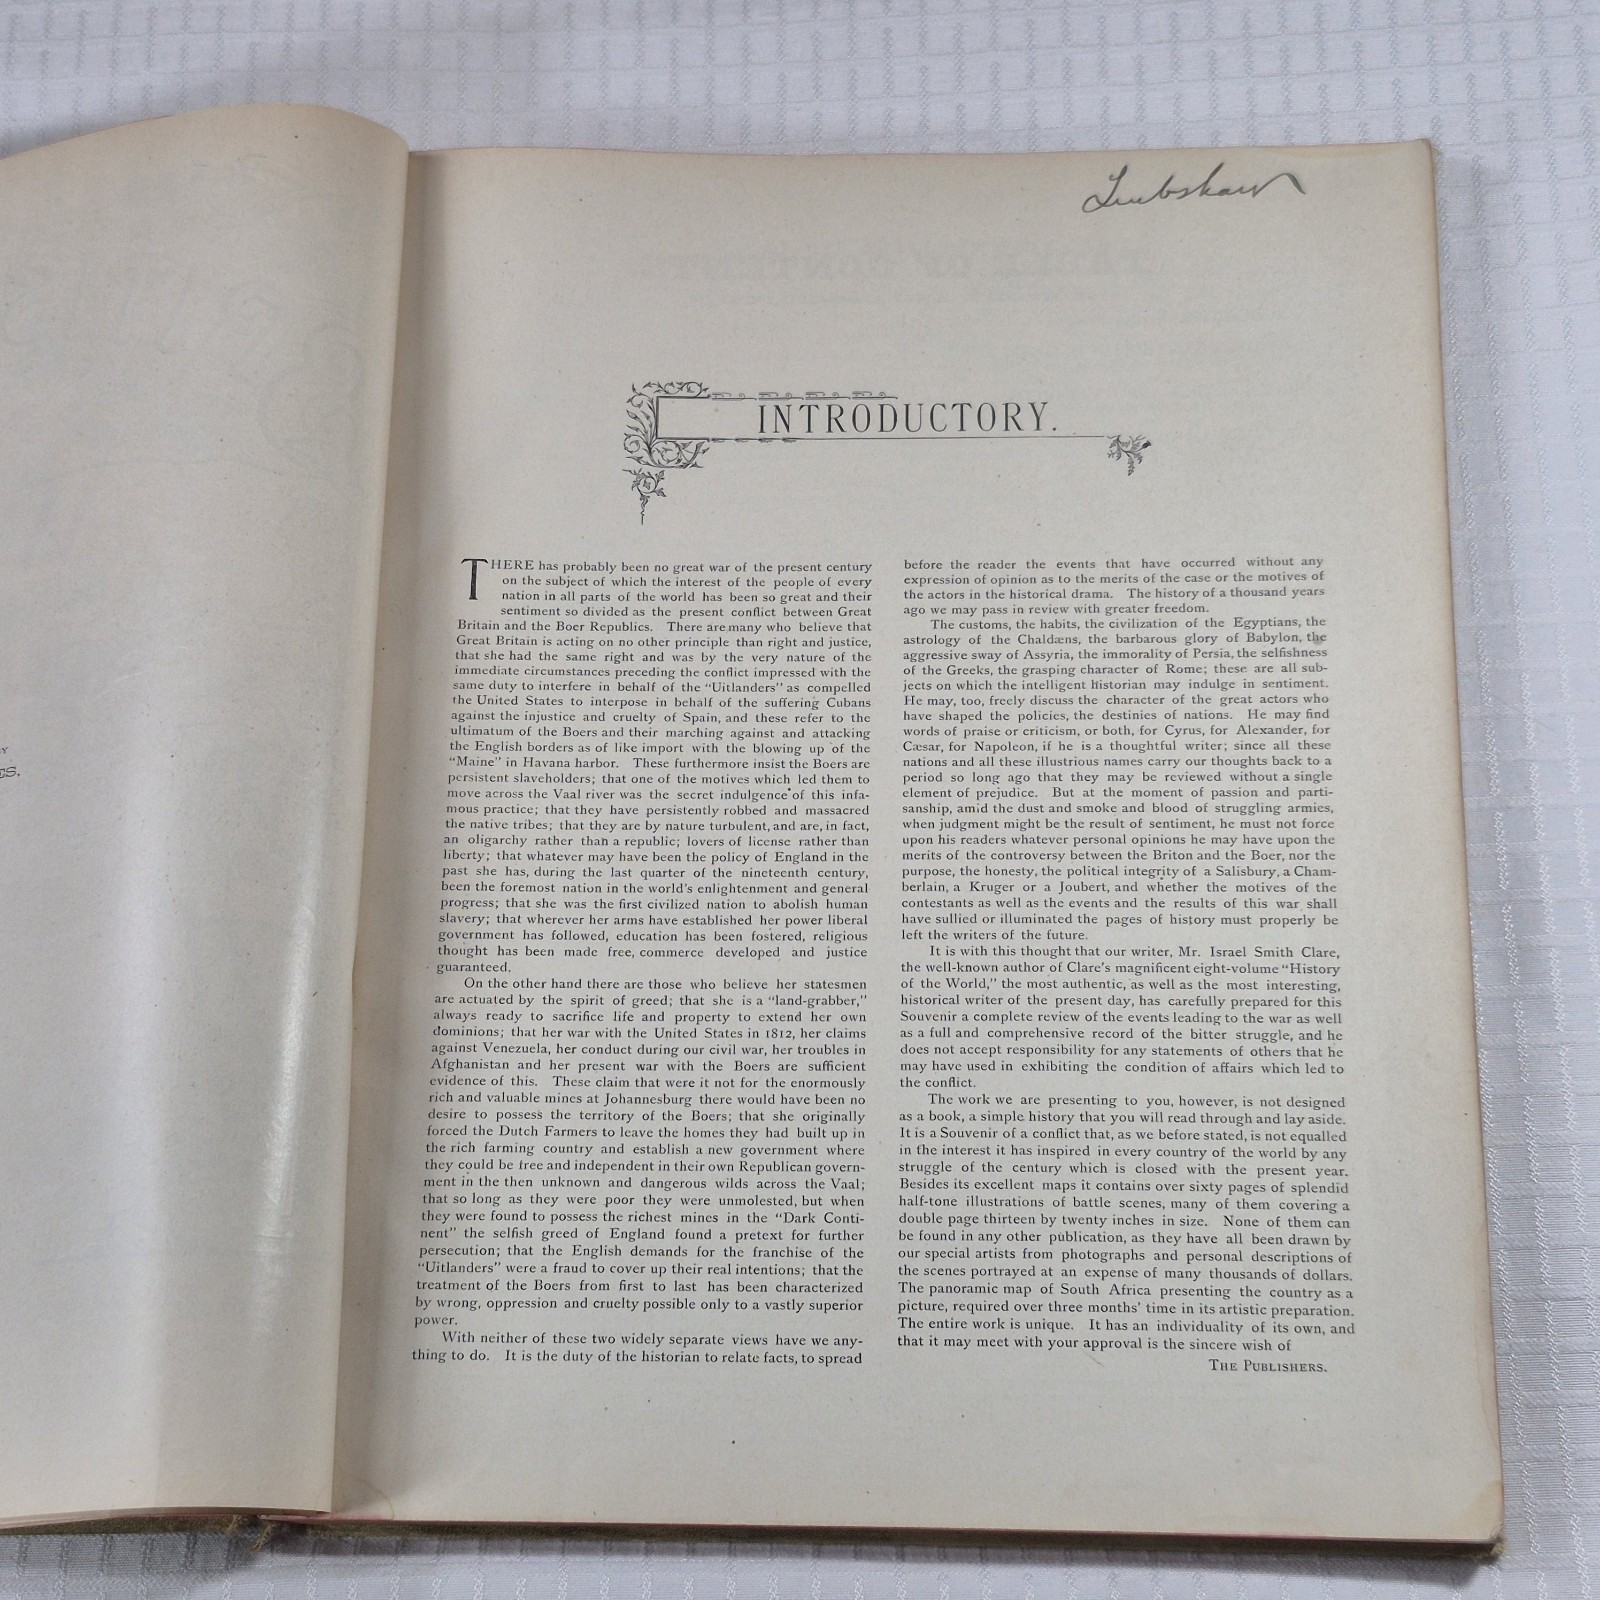 ES.
INTRODUCTORY.
THERE has probably been no great war of the present century
on the subject of which the interest of the people of every
nation in all parts of the world has been so great and their
sentiment so divided as the present conflict between Great
Britain and the Boer Republics. There are many who believe that
Great Britain is acting on no other principle than right and justice,
that she had the same right and was by the very nature of the
immediate circumstances preceding the conflict impressed with the
same duty to interfere in behalf of the "Uitlanders" as compelled
the United States to interpose in behalf of the suffering Cubans
against the injustice and cruelty of Spain, and these refer to the
ultimatum of the Boers and their marching against and attacking
the English borders as of like import with the blowing up of the
"Maine" in Havana harbor. These furthermore insist the Boers are
persistent slaveholders; that one of the motives which led them to
move across the Vaal river was the secret indulgence of this infa-
mous practice; that they have persistently robbed and massacred
the native tribes; that they are by nature turbulent, and are, in fact,
an oligarchy rather than a republic; lovers of license rather than
liberty; that whatever may have been the policy of England in the
past she has, during the last quarter of the nineteenth century,
been the foremost nation in the world's enlightenment and general
progress; that she was the first civilized nation to abolish human
slavery; that wherever her arms have established her power liberal
government has followed, education has been fostered, religious
thought has been made free, commerce developed and justice
guaranteed.
On the other hand there are those who believe her statesmen
are actuated by the spirit of greed; that she is a "land-grabber,"
always ready to sacrifice life and property to extend her own
dominions; that her war with the United States in 1812, her claims
against Venezuela, her conduct during our civil war, her troubles in
Afghanistan and her present war with the Boers are sufficient
evidence of this. These claim that were it not for the enormously
rich and valuable mines at Johannesburg there would have been no
desire to possess the territory of the Boers; that she originally
forced the Dutch Farmers to leave the homes they had built up in
the rich farming country and establish a new government where
they could be free and independent in their own Republican govern-
ment in the then unknown and dangerous wilds across the Vaal;
that so long as they were poor they were unmolested, but when
they were found to possess the richest mines in the "Dark Conti-
nent" the selfish greed of England found a pretext for further
persecution; that the English demands for the franchise of the
"Uitlanders" were a fraud to cover up their real intentions; that the
treatment of the Boers from first to last has been characterized
by wrong, oppression and cruelty possible only to a vastly superior
power.
With neither of these two widely separate views have we any-
thing to do. It is the duty of the historian to relate facts, to spread
before the reader the events that have occurred without any
expression of opinion as to the merits of the case or the motives of
the actors in the historical drama. The history of a thousand years
ago we may pass in review with greater freedom.
The customs, the habits, the civilization of the Egyptians, the
astrology of the Chaldæns, the barbarous glory of Babylon, the
aggressive sway of Assyria, the immorality of Persia, the selfishness
of the Greeks, the grasping character of Rome; these are all sub-
jects on which the intelligent historian may indulge in sentiment.
He may, too, freely discuss the character of the great actors who
have shaped the policies, the destinies of nations. He may find
words of praise or criticism, or both, for Cyrus, for Alexander, for
Cæsar, for Napoleon, if he is a thoughtful writer; since all these
nations and all these illustrious names carry our thoughts back to a
period so long ago that they may be reviewed without a single
element of prejudice. But at the moment of passion and parti-
sanship, amid the dust and smoke and blood of struggling armies,
when judgment might be the result of sentiment, he must not force
upon his readers whatever personal opinions he may have upon the
merits of the controversy between the Briton and the Boer, nor the
purpose, the honesty, the political integrity of a Salisbury, a Cham-
berlain, a Kruger or a Joubert, and whether the motives of the
contestants as well as the events and the results of this war shall
have sullied or illuminated the pages of history must properly be
left the writers of the future.
It is with this thought that our writer, Mr. Israel Smith Clare,
the well-known author of Clare's magnificent eight-volume "History
of the World," the most authentic, as well as the most interesting,
historical writer of the present day, has carefully prepared for this
Souvenir a complete review of the events leading to the war as well
as a full and comprehensive record of the bitter struggle, and he
does not accept responsibility for any statements of others that he
may have used in exhibiting the condition of affairs which led to
the conflict.
The work we are presenting to you, however, is not designed
as a book, a simple history that you will read through and lay aside.
It is a Souvenir of a conflict that, as we before stated, is not equalled
in the interest it has inspired in every country of the world by any
struggle of the century which is closed with the present year.
Besides its excellent maps it contains over sixty pages of splendid
half-tone illustrations of battle scenes, many of them covering a
double page thirteen by twenty inches in size. None of them can
be found in any other publication, as they have all been drawn by
our special artists from photographs and personal descriptions of
the scenes portrayed at an expense of many thousands of dollars.
The panoramic map of South Africa presenting the country as a
picture, required over three months' time in its artistic preparation.
The entire work is unique. It has an individuality of its own, and
that it may meet with your approval is the sincere wish of
THE PUBLISHERS.